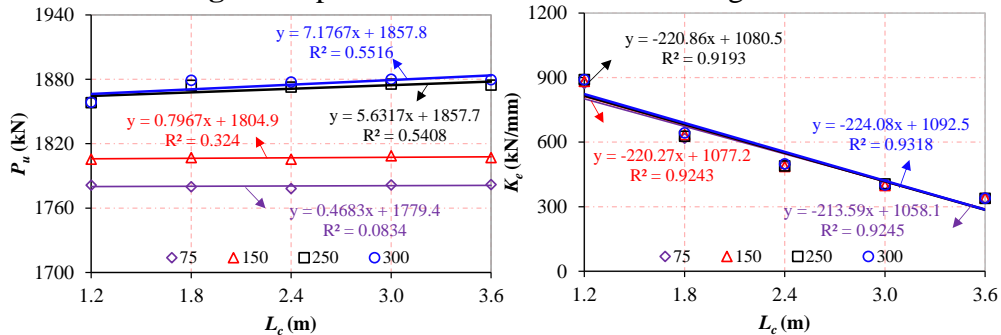 1940
1880
1820
1760
1700
P_u (kN)
y = 7.1767x + 1857.8
R² = 0.5516
y = 0.7967x + 1804.9
R² = 0.324
y = 5.6317x + 1857.7
R² = 0.5408
y = 0.4683x + 1779.4
R² = 0.0834
75 150 250 300
1.2 1.8 2.4 3.0 3.6
L_c (m)
1200
900
600
300
0
K_e (kN/mm)
y = -220.86x + 1080.5
R² = 0.9193
y = -220.27x + 1077.2
R² = 0.9243
y = -224.08x + 1092.5
R² = 0.9318
y = -213.59x + 1058.1
R² = 0.9245
75 150 250 300
1.2 1.8 2.4 3.0 3.6
L_c (m)